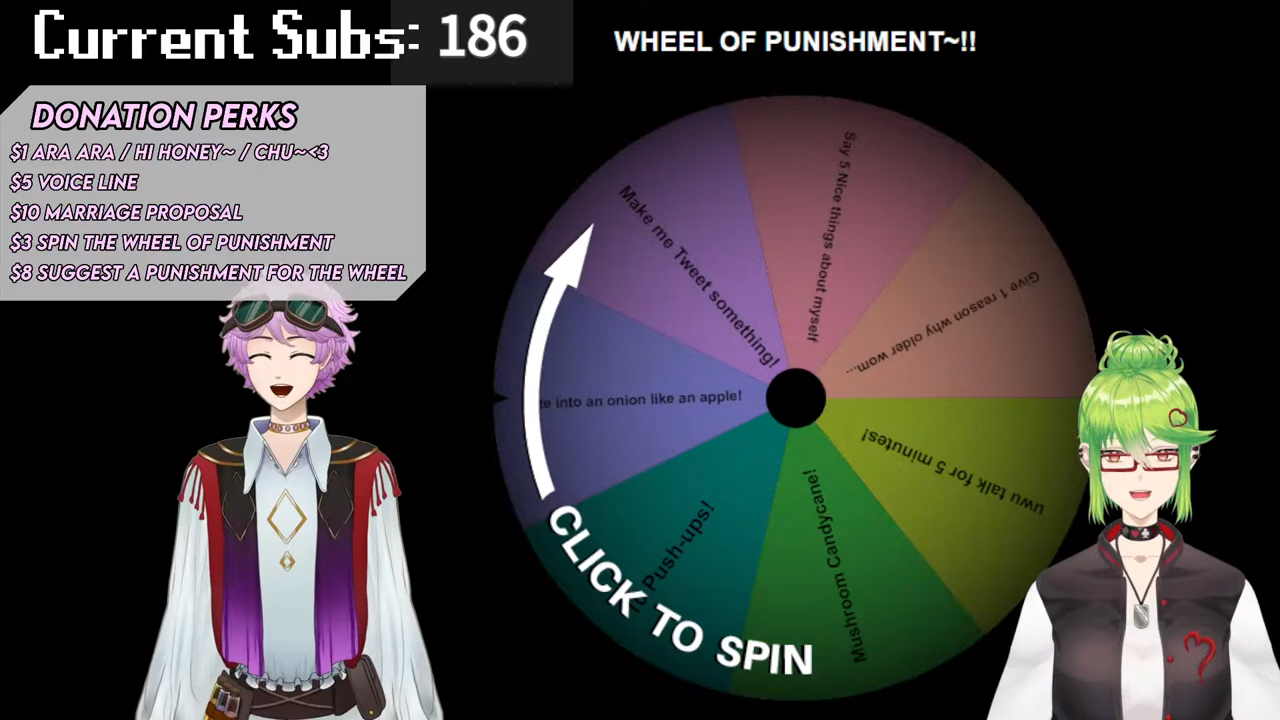 Current Subs: 186
WHEEL OF PUNISHMENT~!!
DONATION PERKS
$1 ARA ARA / HI HONEY~ / CHU~<3
$5 VOICE LINE
$10 MARRIAGE PROPOSAL
$3 SPIN THE WHEEL OF PUNISHMENT
$8 SUGGEST A PUNISHMENT FOR THE WHEEL
Make me Tweet something!
Say 5 Nice things about myself
Give 1 reason why older wom...
uwu talk for 5 minutes!
Mushroom Candycane!
Push-ups!
into an onion like an apple!
CLICK TO SPIN